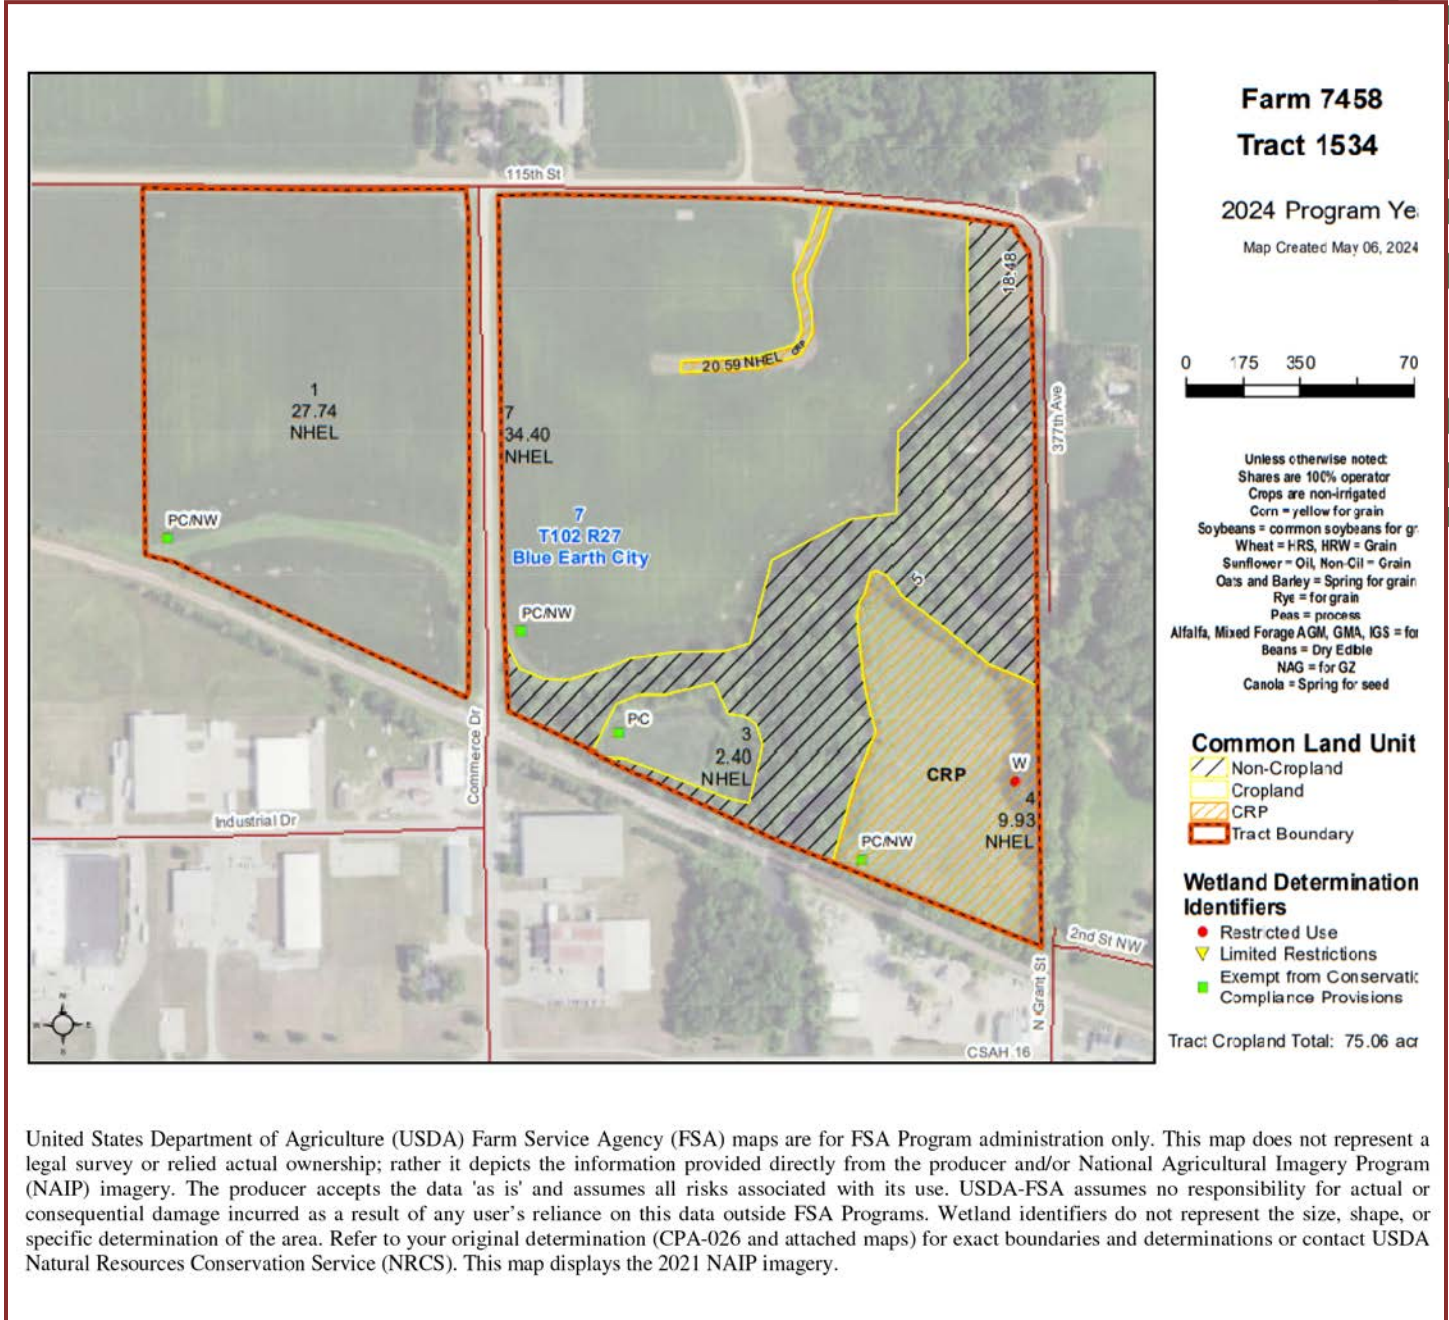 Farm 7458
Tract 1534
2024 Program Ye
Map Created May 06, 2024
0 175 350 70
Unless otherwise noted:
Shares are 100% operator
Crops are non-irrigated
Corn = yellow for grain
Soybeans = common soybeans for gr
Wheat = HRS, HRW = Grain
Sunflower = Oil, Non-Oil = Grain
Oats and Barley = Spring for grain
Rye = for grain
Peas = process
Alfalfa, Mixed Forage AGM, GMA, IGS = for
Beans = Dry Edible
NAG = for GZ
Canola = Spring for seed
Common Land Unit
Non-Cropland
Cropland
CRP
Tract Boundary
Wetland Determination
Identifiers
Restricted Use
Limited Restrictions
Exempt from Conservatic
Compliance Provisions
Tract Cropland Total: 75.06 acr
115th St
18.48
20.59 NHEL
CRP
377th Ave
1
27.74
NHEL
7
34.40
NHEL
PC/NW
7
T102 R27
Blue Earth City
5
PC/NW
PC
3
2.40
NHEL
CRP
W
4
9.93
NHEL
PC/NW
Commerce Dr
Industrial Dr
2nd St NW
N Grant St
CSAH 16
N
W
E
S
United States Department of Agriculture (USDA) Farm Service Agency (FSA) maps are for FSA Program administration only. This map does not represent a
legal survey or relied actual ownership; rather it depicts the information provided directly from the producer and/or National Agricultural Imagery Program
(NAIP) imagery. The producer accepts the data 'as is' and assumes all risks associated with its use. USDA-FSA assumes no responsibility for actual or
consequential damage incurred as a result of any user's reliance on this data outside FSA Programs. Wetland identifiers do not represent the size, shape, or
specific determination of the area. Refer to your original determination (CPA-026 and attached maps) for exact boundaries and determinations or contact USDA
Natural Resources Conservation Service (NRCS). This map displays the 2021 NAIP imagery.